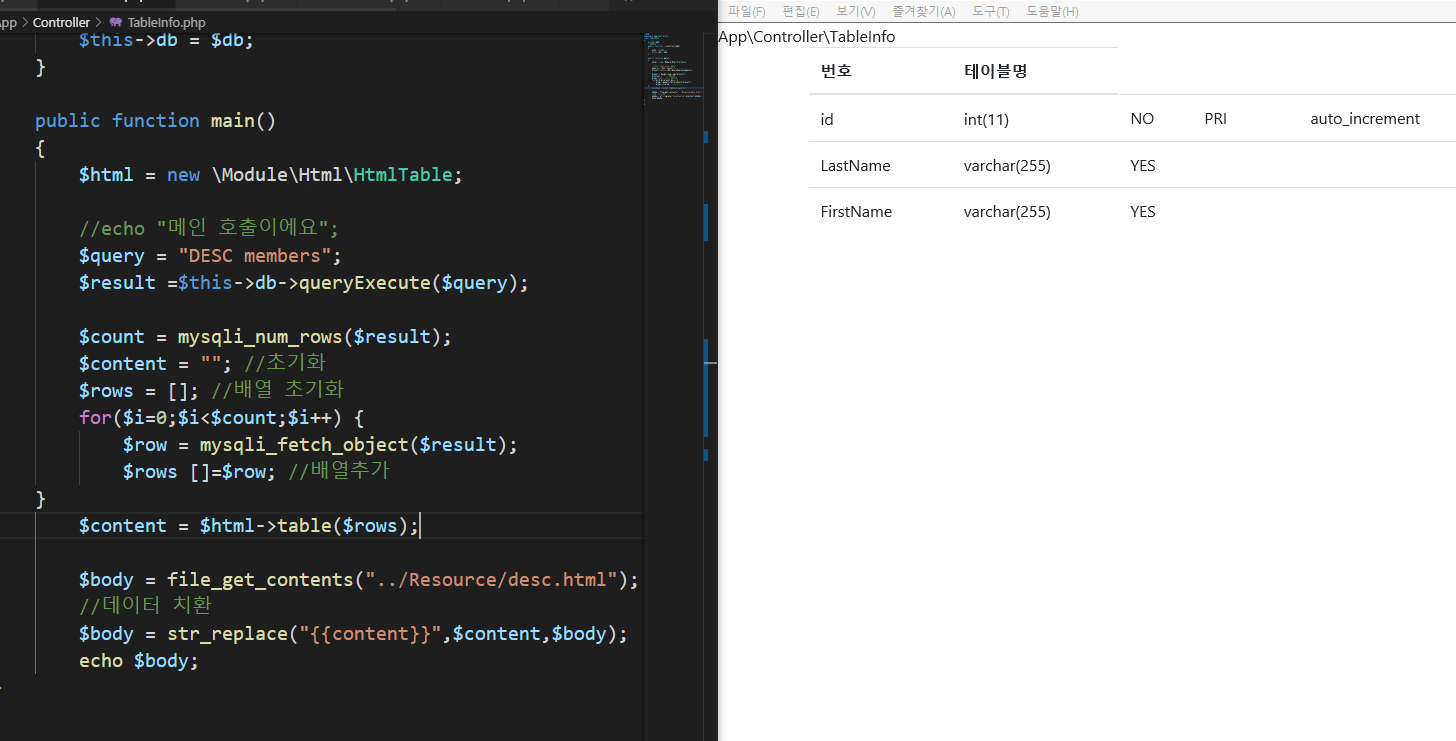 App > Controller > TableInfo.php
$this->db = $db;
}
public function main()
{
$html = new \Module\Html\HtmlTable;
//echo "메인 호출이에요";
$query = "DESC members";
$result =$this->db->queryExecute($query);
$count = mysqli_num_rows($result);
$content = ""; //초기화
$rows = []; //배열 초기화
for($i=0;$i<$count;$i++) {
$row = mysqli_fetch_object($result);
$rows []=$row; //배열추가
}
$content = $html->table($rows);
$body = file_get_contents("../Resource/desc.html");
//데이터 치환
$body = str_replace("{{content}}",$content,$body);
echo $body;
파일(F) 편집(E) 보기(V) 즐겨찾기(A) 도구(T) 도움말(H)
App\Controller\TableInfo
번호 테이블명
id int(11) NO PRI auto_increment
LastName varchar(255) YES
FirstName varchar(255) YES